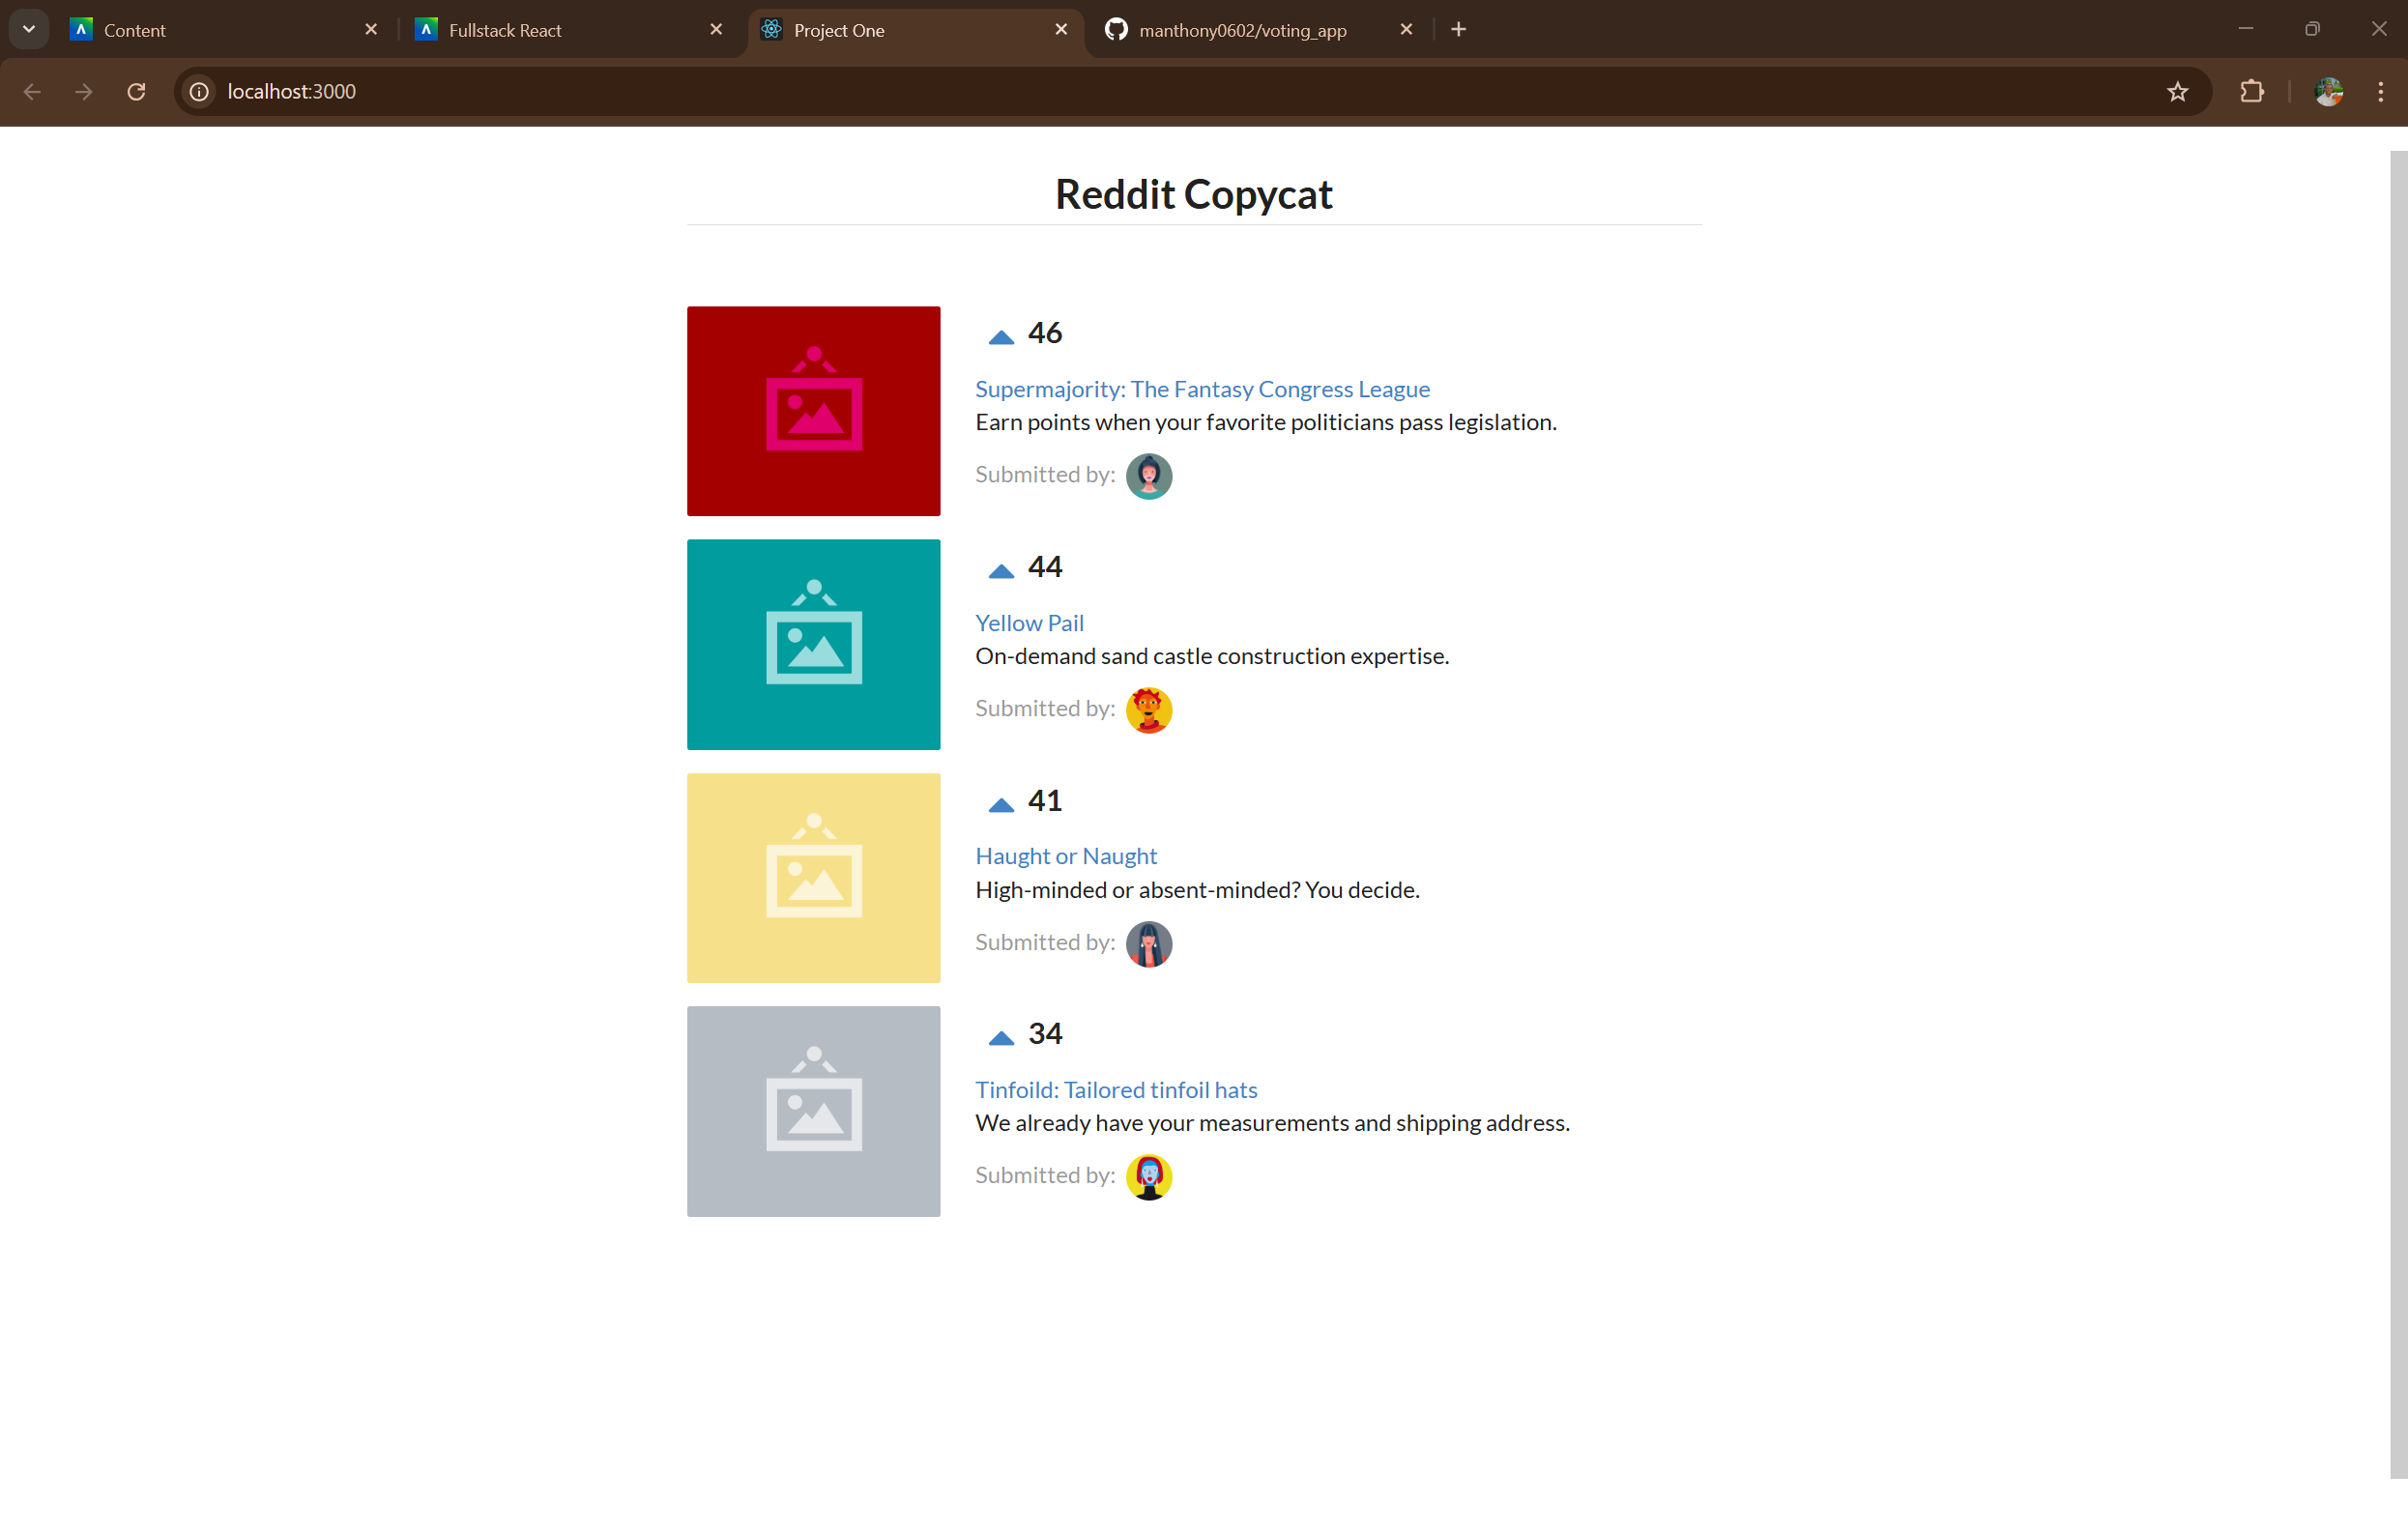 Content
Fullstack React
Project One
manthony0602/voting_app
localhost:3000
Reddit Copycat
46
Supermajority: The Fantasy Congress League
Earn points when your favorite politicians pass legislation.
Submitted by:
44
Yellow Pail
On-demand sand castle construction expertise.
Submitted by:
41
Haught or Naught
High-minded or absent-minded? You decide.
Submitted by:
34
Tinfoild: Tailored tinfoil hats
We already have your measurements and shipping address.
Submitted by: